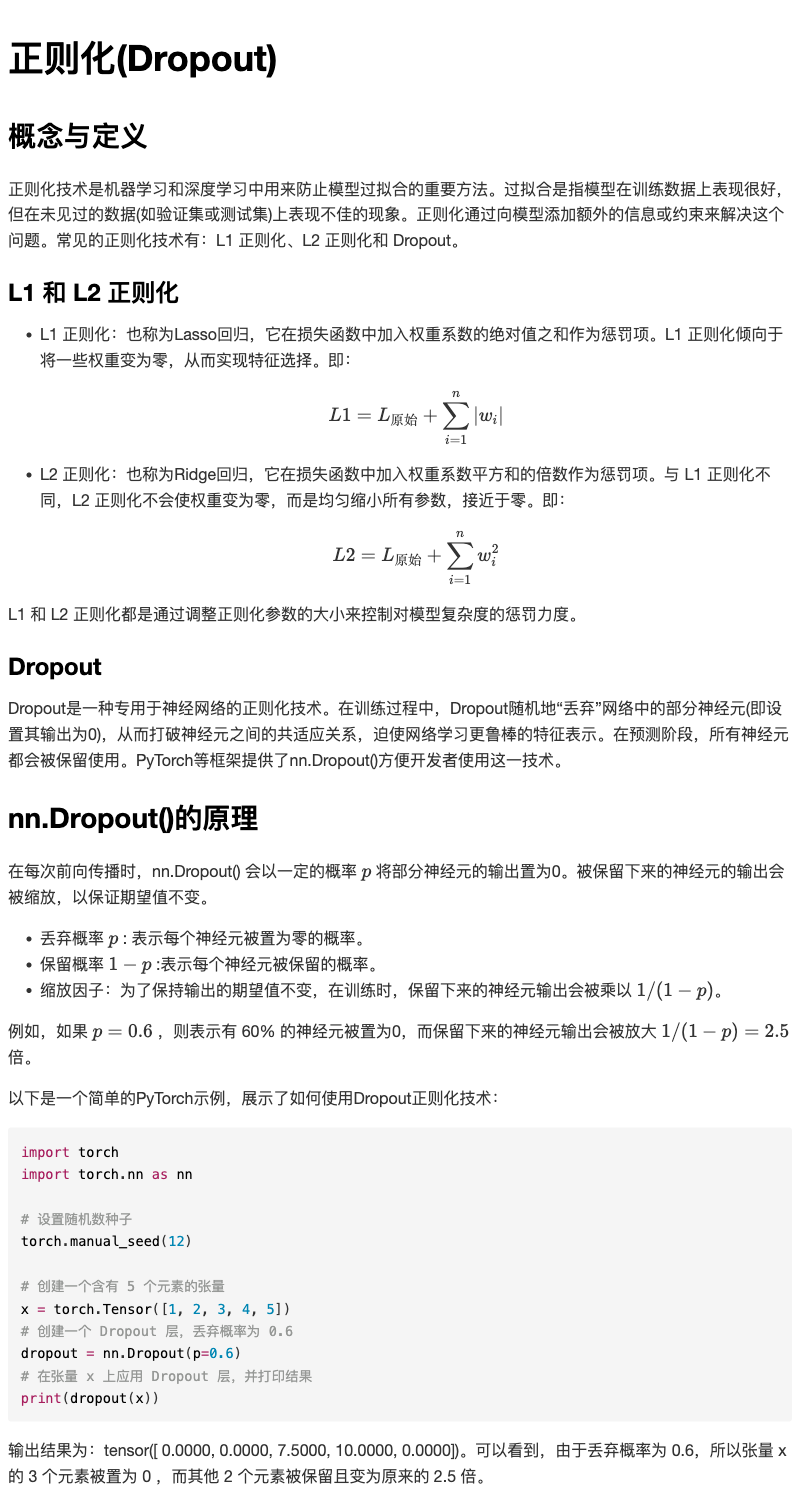 正则化(Dropout)
概念与定义
正则化技术是机器学习和深度学习中用来防止模型过拟合的重要方法。过拟合是指模型在训练数据上表现很好，
但在未见过的数据(如验证集或测试集)上表现不佳的现象。正则化通过向模型添加额外的信息或约束来解决这个
问题。常见的正则化技术有：L1 正则化、L2 正则化和 Dropout。
L1 和 L2 正则化
• L1 正则化：也称为Lasso回归，它在损失函数中加入权重系数的绝对值之和作为惩罚项。L1 正则化倾向于
将一些权重变为零，从而实现特征选择。即：
$L1 = L_{原始} + \sum_{i=1}^{n} |w_i|$
• L2 正则化：也称为Ridge回归，它在损失函数中加入权重系数平方和的倍数作为惩罚项。与 L1 正则化不
同，L2 正则化不会使权重变为零，而是均匀缩小所有参数，接近于零。即：
$L2 = L_{原始} + \sum_{i=1}^{n} w_i^2$
L1 和 L2 正则化都是通过调整正则化参数的大小来控制对模型复杂度的惩罚力度。
Dropout
Dropout是一种专用于神经网络的正则化技术。在训练过程中，Dropout随机地“丢弃”网络中的部分神经元(即设
置其输出为0)，从而打破神经元之间的共适应关系，迫使网络学习更鲁棒的特征表示。在预测阶段，所有神经元
都会被保留使用。PyTorch等框架提供了nn.Dropout()方便开发者使用这一技术。
nn.Dropout()的原理
在每次前向传播时，nn.Dropout() 会以一定的概率 p 将部分神经元的输出置为0。被保留下来的神经元的输出会
被缩放，以保证期望值不变。
• 丢弃概率 p : 表示每个神经元被置为零的概率。
• 保留概率 1 − p :表示每个神经元被保留的概率。
• 缩放因子：为了保持输出的期望值不变，在训练时，保留下来的神经元输出会被乘以 1/(1 − p)。
例如，如果 p = 0.6 ，则表示有 60% 的神经元被置为0，而保留下来的神经元输出会被放大 1/(1 − p) = 2.5
倍。
以下是一个简单的PyTorch示例，展示了如何使用Dropout正则化技术：
import torch
import torch.nn as nn
# 设置随机数种子
torch.manual_seed(12)
# 创建一个含有 5 个元素的张量
x = torch.Tensor([1, 2, 3, 4, 5])
# 创建一个 Dropout 层，丢弃概率为 0.6
dropout = nn.Dropout(p=0.6)
# 在张量 x 上应用 Dropout 层，并打印结果
print(dropout(x))
输出结果为：tensor([ 0.0000, 0.0000, 7.5000, 10.0000, 0.0000])。可以看到，由于丢弃概率为 0.6，所以张量 x
的 3 个元素被置为 0 ，而其他 2 个元素被保留且变为原来的 2.5 倍。